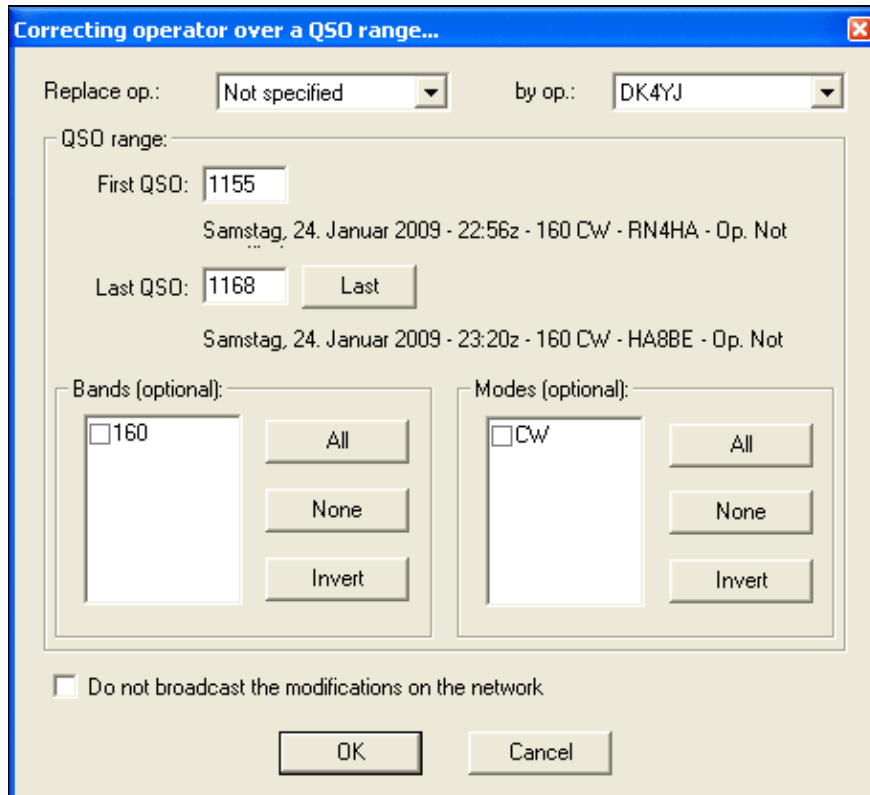 Correcting operator over a QSO range...
Replace op.: Not specified by op.: DK4YJ
QSO range:
First QSO: 1155
Samstag, 24. Januar 2009 - 22:56z - 160 CW - RN4HA - Op. Not
Last QSO: 1168 Last
Samstag, 24. Januar 2009 - 23:20z - 160 CW - HA8BE - Op. Not
Bands (optional): Modes (optional):
160 All CW All
None None
Invert Invert
Do not broadcast the modifications on the network
OK Cancel